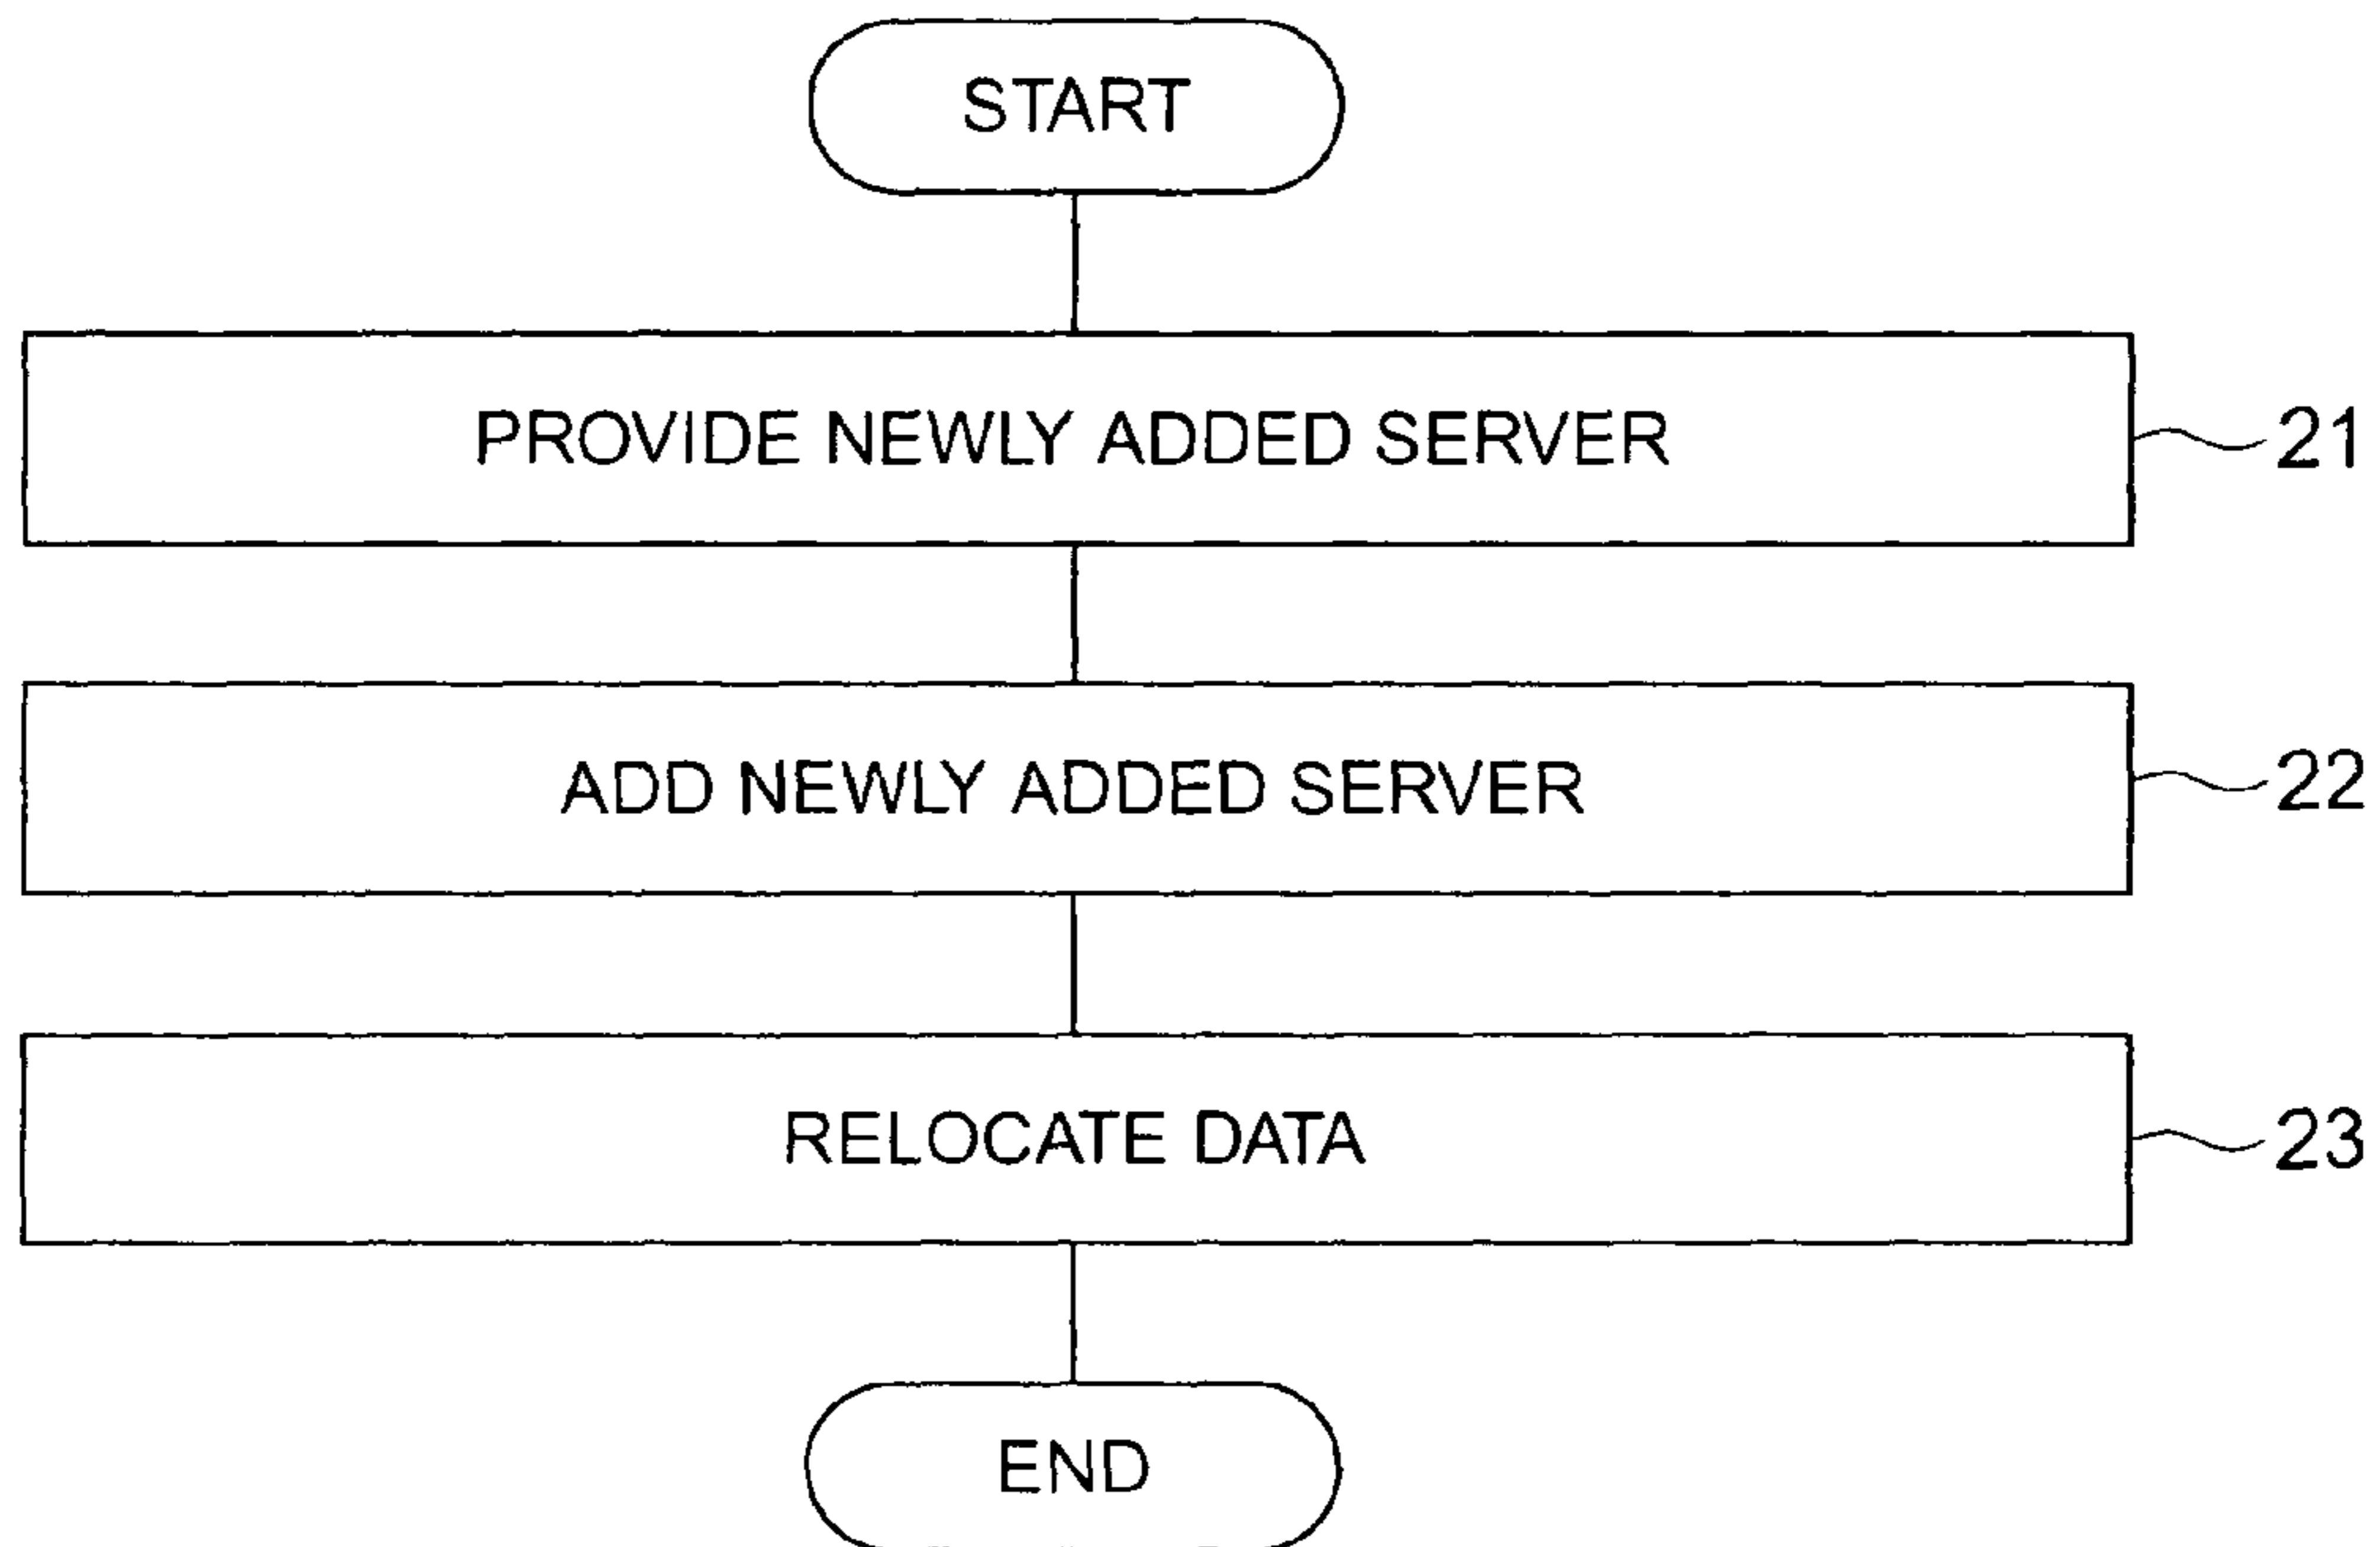 START
PROVIDE NEWLY ADDED SERVER
21
ADD NEWLY ADDED SERVER
22
RELOCATE DATA
23
END